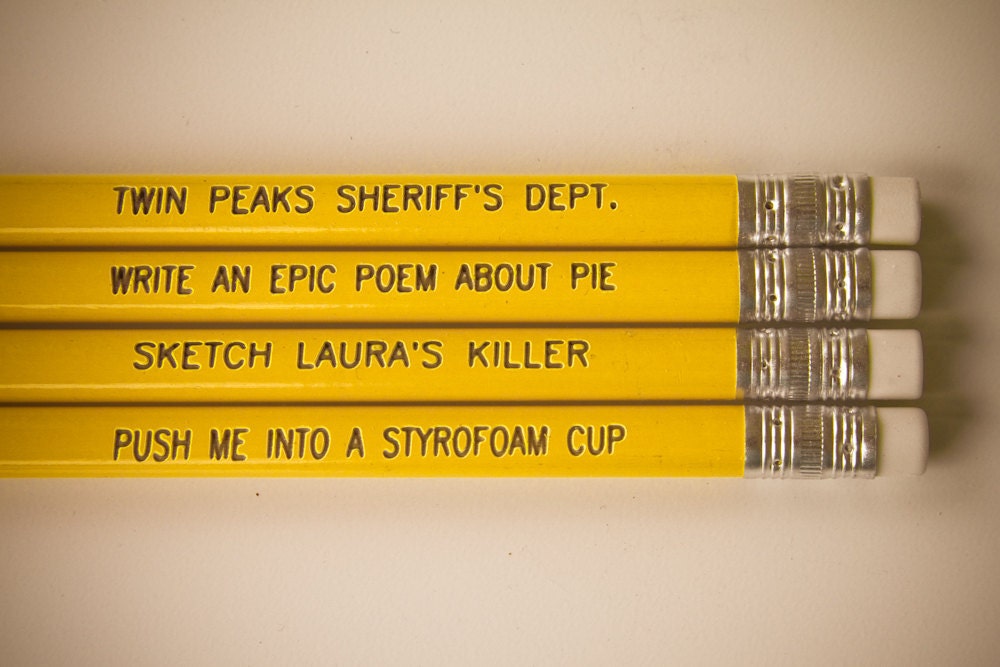 TWIN PEAKS SHERIFF'S DEPT.
WRITE AN EPIC POEM ABOUT PIE
SKETCH LAURA'S KILLER
PUSH ME INTO A STYROFOAM CUP